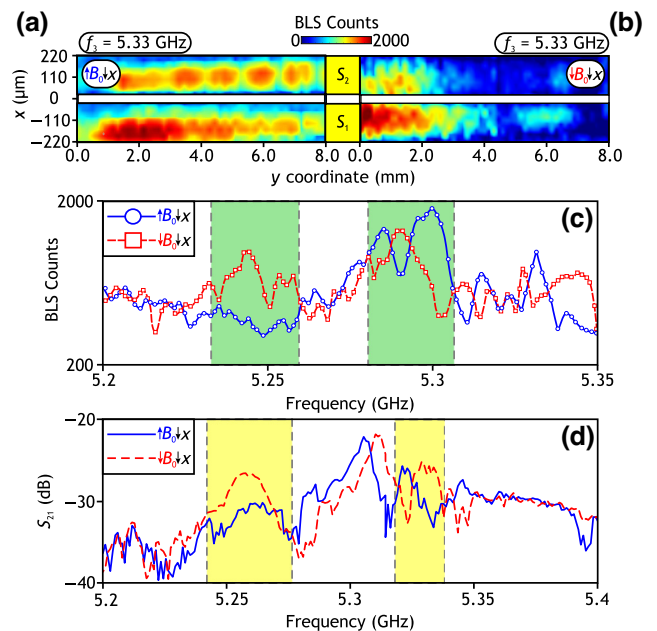 (a) BLS Counts (b)
f₃ = 5.33 GHz 0 2000 f₃ = 5.33 GHz
x (µm)
220
110
0
−110
−220
↑B₀↓x S₂ ↓B₀↓x
S₁
0.0 2.0 4.0 6.0 8.0 0.0 2.0 4.0 6.0 8.0
y coordinate (mm)
BLS Counts
2000
200
↑B₀↓x
↓B₀↓x
(c)
5.2 5.25 5.3 5.35
Frequency (GHz)
S₂₁ (dB)
−20
−30
−40
↑B₀↓x
↓B₀↓x
(d)
5.2 5.25 5.3 5.35 5.4
Frequency (GHz)